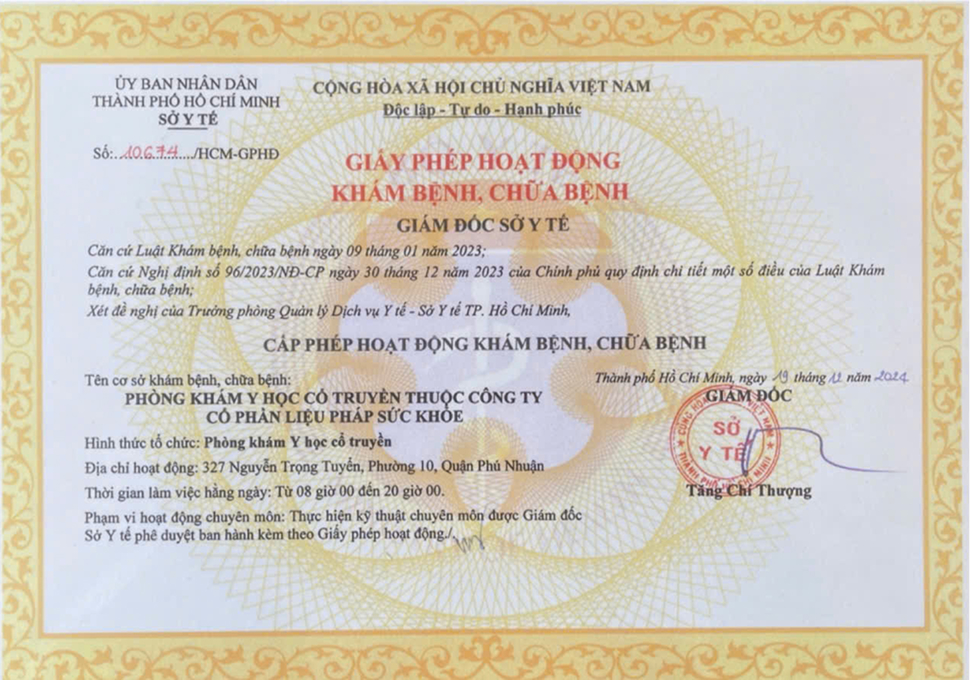 ỦY BAN NHÂN DÂN
THÀNH PHỐ HỒ CHÍ MINH
SỞ Y TẾ
Số: 10674 /HCM-GPHĐ
CỘNG HÒA XÃ HỘI CHỦ NGHĨA VIỆT NAM
Độc lập - Tự do - Hạnh phúc
GIẤY PHÉP HOẠT ĐỘNG
KHÁM BỆNH, CHỮA BỆNH
GIÁM ĐỐC SỞ Y TẾ
Căn cứ Luật Khám bệnh, chữa bệnh ngày 09 tháng 01 năm 2023;
Căn cứ Nghị định số 96/2023/NĐ-CP ngày 30 tháng 12 năm 2023 của Chính phủ quy định chi tiết một số điều của Luật Khám
bệnh, chữa bệnh;
Xét đề nghị của Trưởng phòng Quản lý Dịch vụ Y tế - Sở Y tế TP. Hồ Chí Minh,
CẤP PHÉP HOẠT ĐỘNG KHÁM BỆNH, CHỮA BỆNH
Tên cơ sở khám bệnh, chữa bệnh:
PHÒNG KHÁM Y HỌC CỔ TRUYỀN THUỘC CÔNG TY
CỔ PHẦN LIỆU PHÁP SỨC KHỎE
Hình thức tổ chức: Phòng khám Y học cổ truyền
Địa chỉ hoạt động: 327 Nguyễn Trọng Tuyển, Phường 10, Quận Phú Nhuận
Thời gian làm việc hằng ngày: Từ 08 giờ 00 đến 20 giờ 00.
Phạm vi hoạt động chuyên môn: Thực hiện kỹ thuật chuyên môn được Giám đốc
Sở Y tế phê duyệt ban hành kèm theo Giấy phép hoạt động./.
Thành phố Hồ Chí Minh, ngày 19 tháng 12 năm 2024
GIÁM ĐỐC
SỞ
Y TẾ
Tăng Chí Thượng